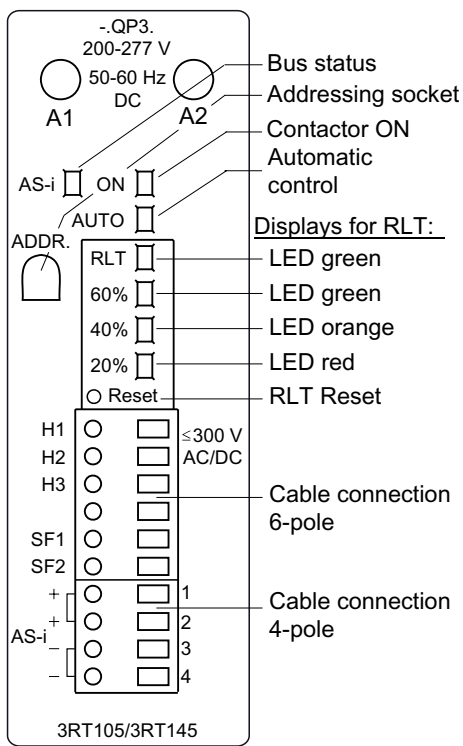 -.QP3.
200-277 V
50-60 Hz
DC
A1
A2
Bus status
Addressing socket
Contactor ON
Automatic
control
AS-i
ON
AUTO
ADDR.
Displays for RLT:
RLT
LED green
60%
LED green
40%
LED orange
20%
LED red
Reset
RLT Reset
H1
≤300 V
H2
AC/DC
H3
Cable connection
6-pole
SF1
SF2
+
1
Cable connection
4-pole
+
2
AS-i
−
3
−
4
3RT105/3RT145